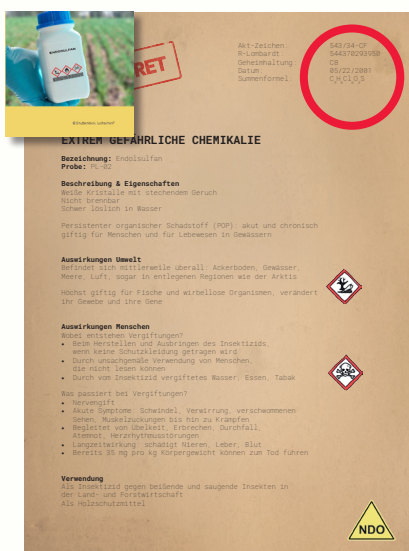 ENDOSULFAN
RET
Akt-Zeichen: 343/34-CF
R-Lombardt: S44370233960
Geheimhaltung: C8
Datum: 05/22/2001
Summenformel: C₉H₆Cl₆O₃S
EXTREM GEFÄHRLICHE CHEMIKALIE
Bezeichnung: Endolsulfan
Probe: PL-02
Beschreibung & Eigenschaften
Weiße Kristalle mit stechendem Geruch
Nicht brennbar
Schwer löslich in Wasser
Persistenter organischer Schadstoff (POP): akut und chronisch
giftig für Menschen und für Lebewesen in Gewässern
Auswirkungen Umwelt
Befindet sich mittlerweile überall: Ackerboden, Gewässer,
Meere, Luft, sogar in entlegenen Regionen wie der Arktis
Höchst giftig für Fische und wirbellose Organismen, verändert
ihr Gewebe und ihre Gene
Auswirkungen Menschen
Wobei entstehen Vergiftungen?
• Beim Herstellen und Ausbringen des Insektizids,
wenn keine Schutzkleidung getragen wird
• Durch unsachgemäße Verwendung von Menschen,
die nicht lesen können
• Durch vom Insektizid vergiftetes Wasser, Essen, Tabak
Was passiert bei Vergiftungen?
• Nervengift
• Akute Symptome: Schwindel, Verwirrung, verschwommenen
Sehen, Muskelzuckungen bis hin zu Krämpfen
• Begleitet von Übelkeit, Erbrechen, Durchfall,
Atemnot, Herzrhythmusstörungen
• Langzeitwirkung: schädigt Nieren, Leber, Blut
• Bereits 35 mg pro kg Körpergewicht können zum Tod führen
Verwendung
Als Insektizid gegen beißende und saugende Insekten in
der Land- und Forstwirtschaft
Als Holzschutzmittel
NDO